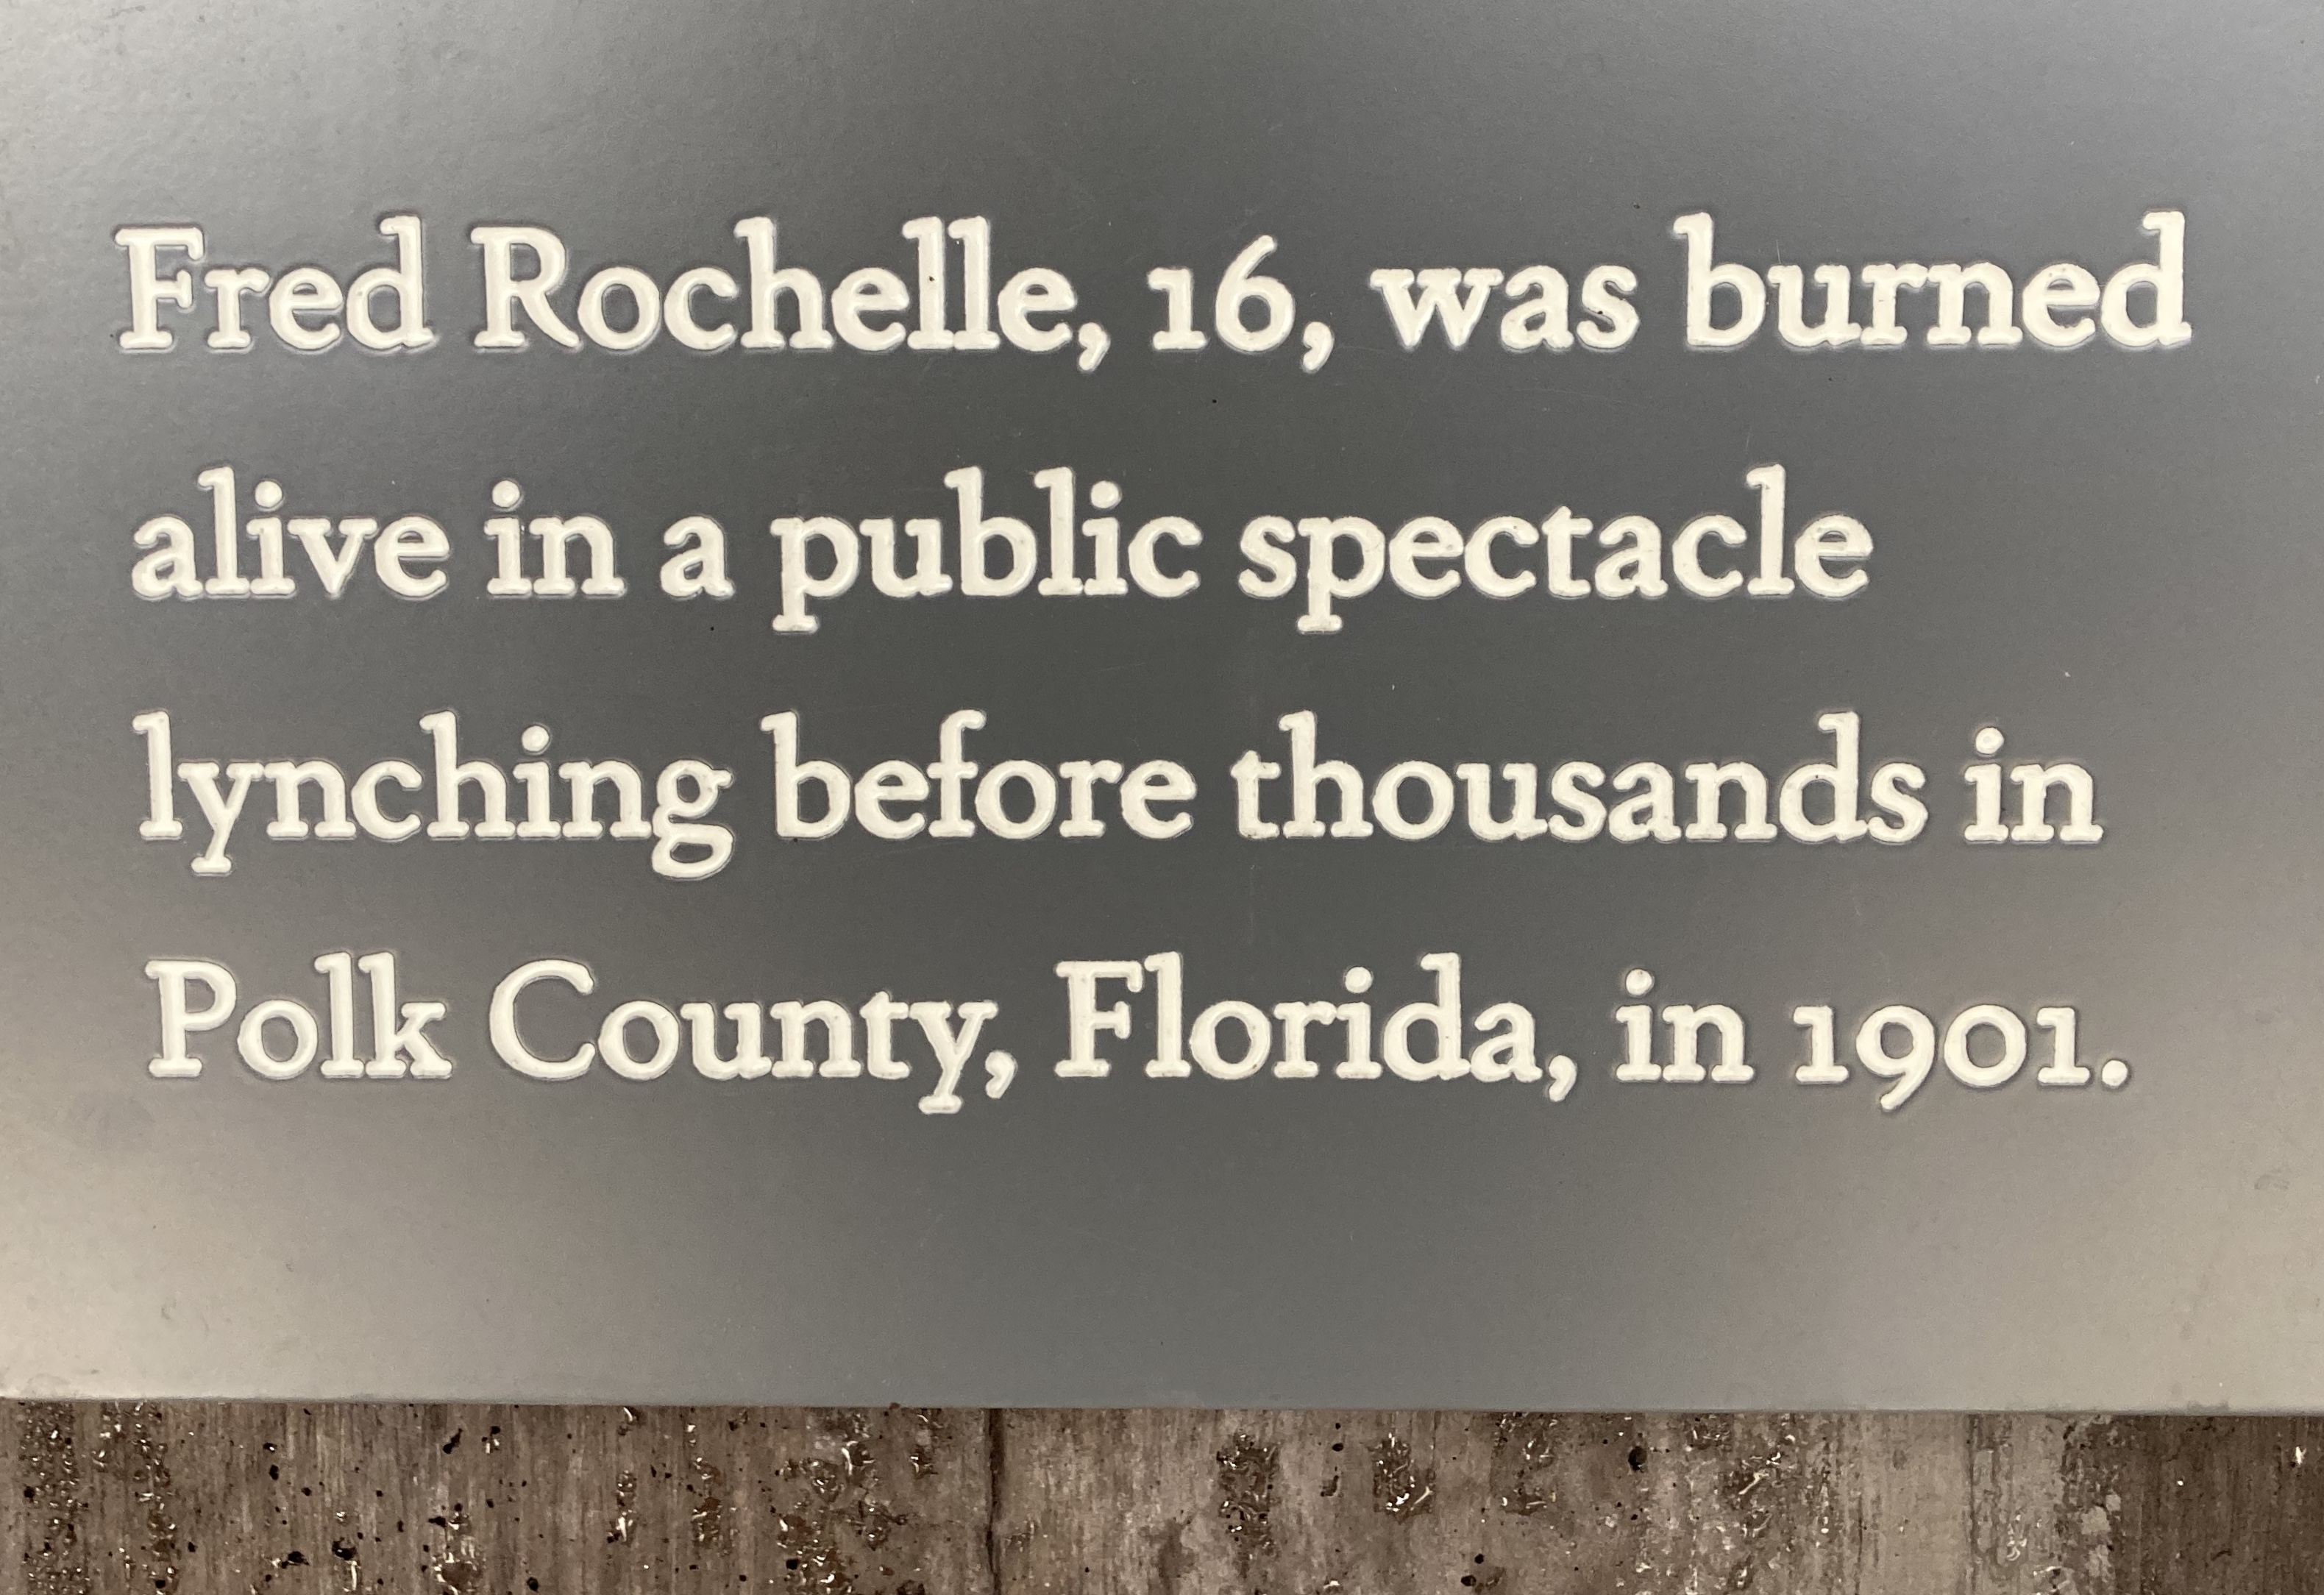 Fred Rochelle, 16, was burned
alive in a public spectacle
lynching before thousands in
Polk County, Florida, in 1901.